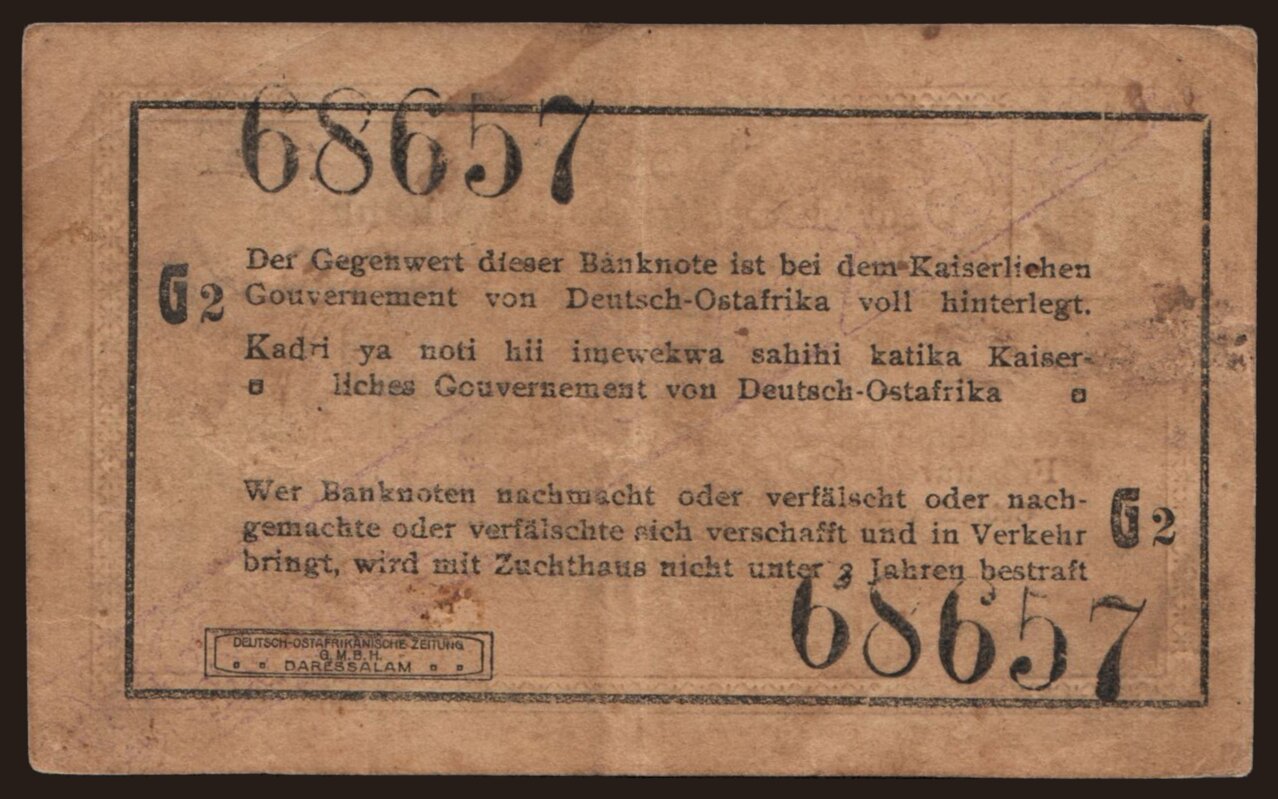 68657
Der Gegenwert dieser Banknote ist bei dem Kaiserlichen
G2 Gouvernement von Deutsch-Ostafrika voll hinterlegt.
Kadri ya noti hii imewekwa sahihi katika Kaiser-
liches Gouvernement von Deutsch-Ostafrika
Wer Banknoten nachmacht oder verfälscht oder nach-
gemachte oder verfälschte sich verschafft und in Verkehr G2
bringt, wird mit Zuchthaus nicht unter 2 Jahren bestraft
68657
DEUTSCH-OSTAFRIKANISCHE ZEITUNG
G.M.B.H.
DARESSALAM